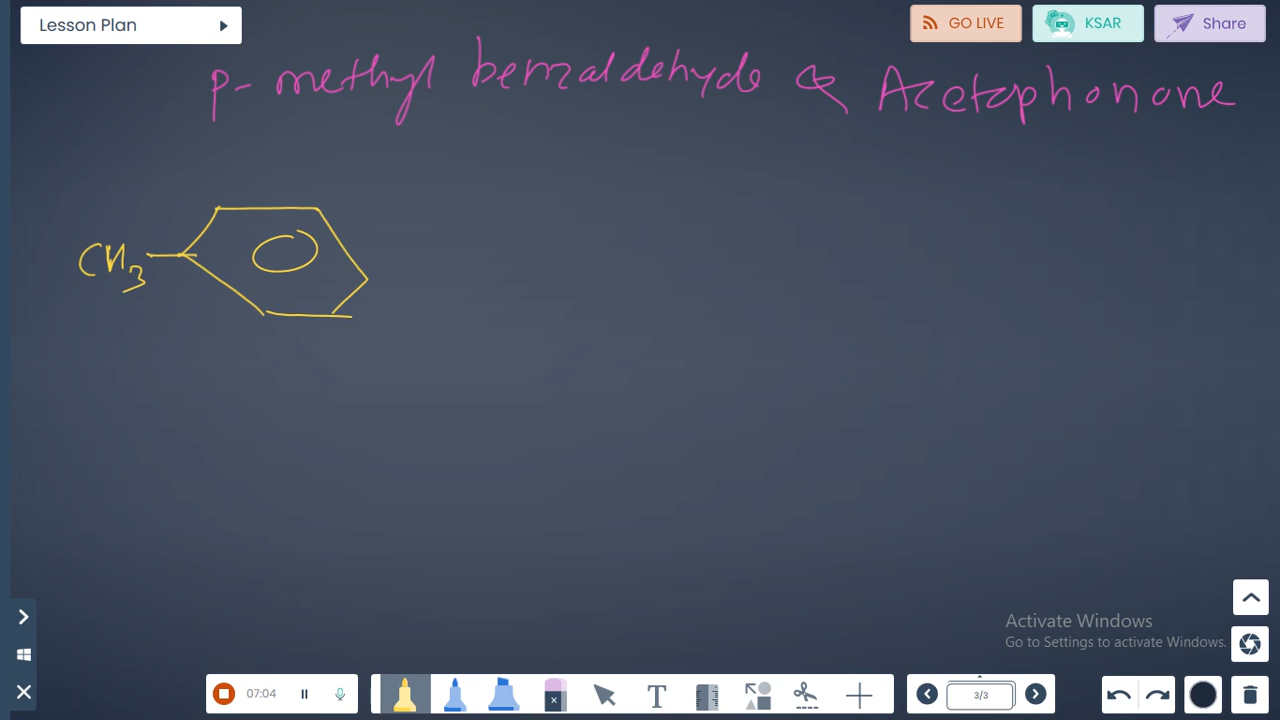 Lesson Plan
GO LIVE
KSAR
Share
p- methyl benzaldehyde & Acetophonone
CH3
Activate Windows
Go to Settings to activate Windows.
07:04
T
3/3